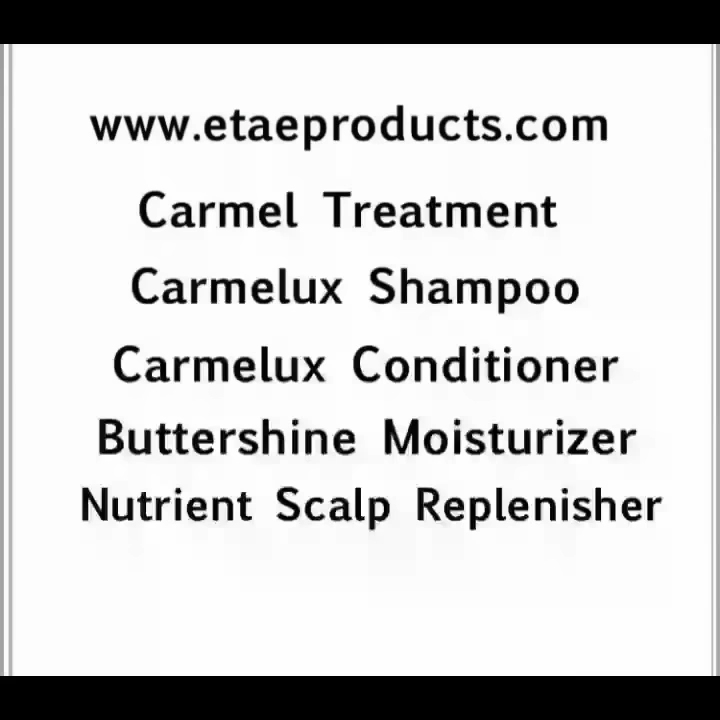 www.etaeproducts.com
Carmel Treatment
Carmelux Shampoo
Carmelux Conditioner
Buttershine Moisturizer
Nutrient Scalp Replenisher